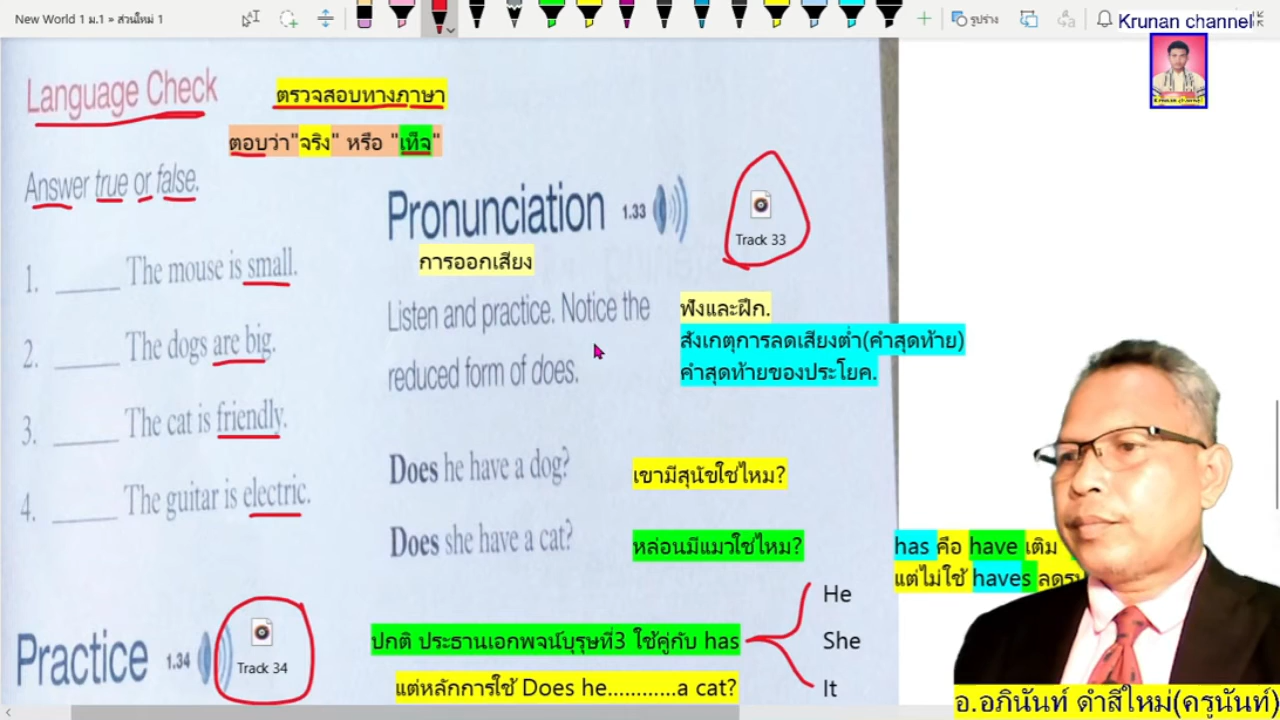 New World 1 ม.1 » ส่วนใหม่ 1
รูปร่าง
Krunan channel
Language Check
ตรวจสอบทางภาษา
ตอบว่า"จริง" หรือ "เท็จ"
Answer true or false.
1. ______ The mouse is small.
2. ______ The dogs are big.
3. ______ The cat is friendly.
4. ______ The guitar is electric.
Pronunciation 1.33
Track 33
การออกเสียง
Listen and practice. Notice the
reduced form of does.
ฟังและฝึก.
สังเกตุการลดเสียงต่ำ(คำสุดท้าย)
คำสุดท้ายของประโยค.
Does he have a dog?
เขามีสุนัขใช่ไหม?
Does she have a cat?
หล่อนมีแมวใช่ไหม?
has คือ have เติม
แต่ไม่ใช้ haves
Practice 1.34
Track 34
ปกติ ประธานเอกพจน์บุรุษที่3 ใช้คู่กับ has
He
She
It
แต่หลักการใช้ Does he............a cat?
อ.อภินันท์ ดำสีใหม่(ครูนันท์)